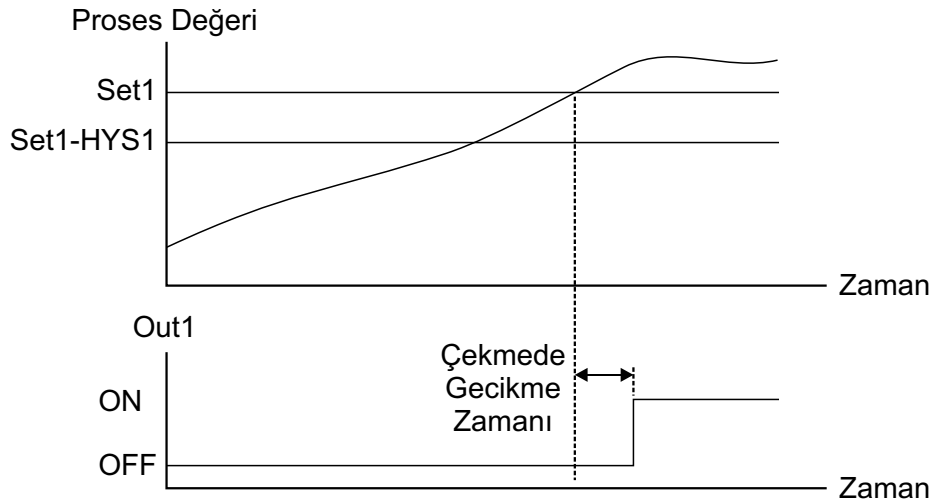 Proses Değeri
Set1
Set1-HYS1
Zaman
Out1
Çekmede
Gecikme
Zamanı
ON
OFF
Zaman